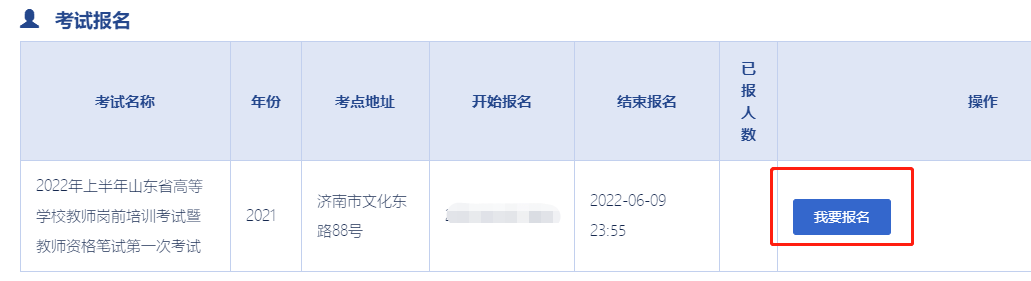 考试报名
考试名称
年份
考点地址
开始报名
结束报名
已
报
人
数
操作
2022年上半年山东省高等
学校教师岗前培训考试暨
教师资格笔试第一次考试
2021
济南市文化东
路88号
2022-06-09
23:55
我要报名